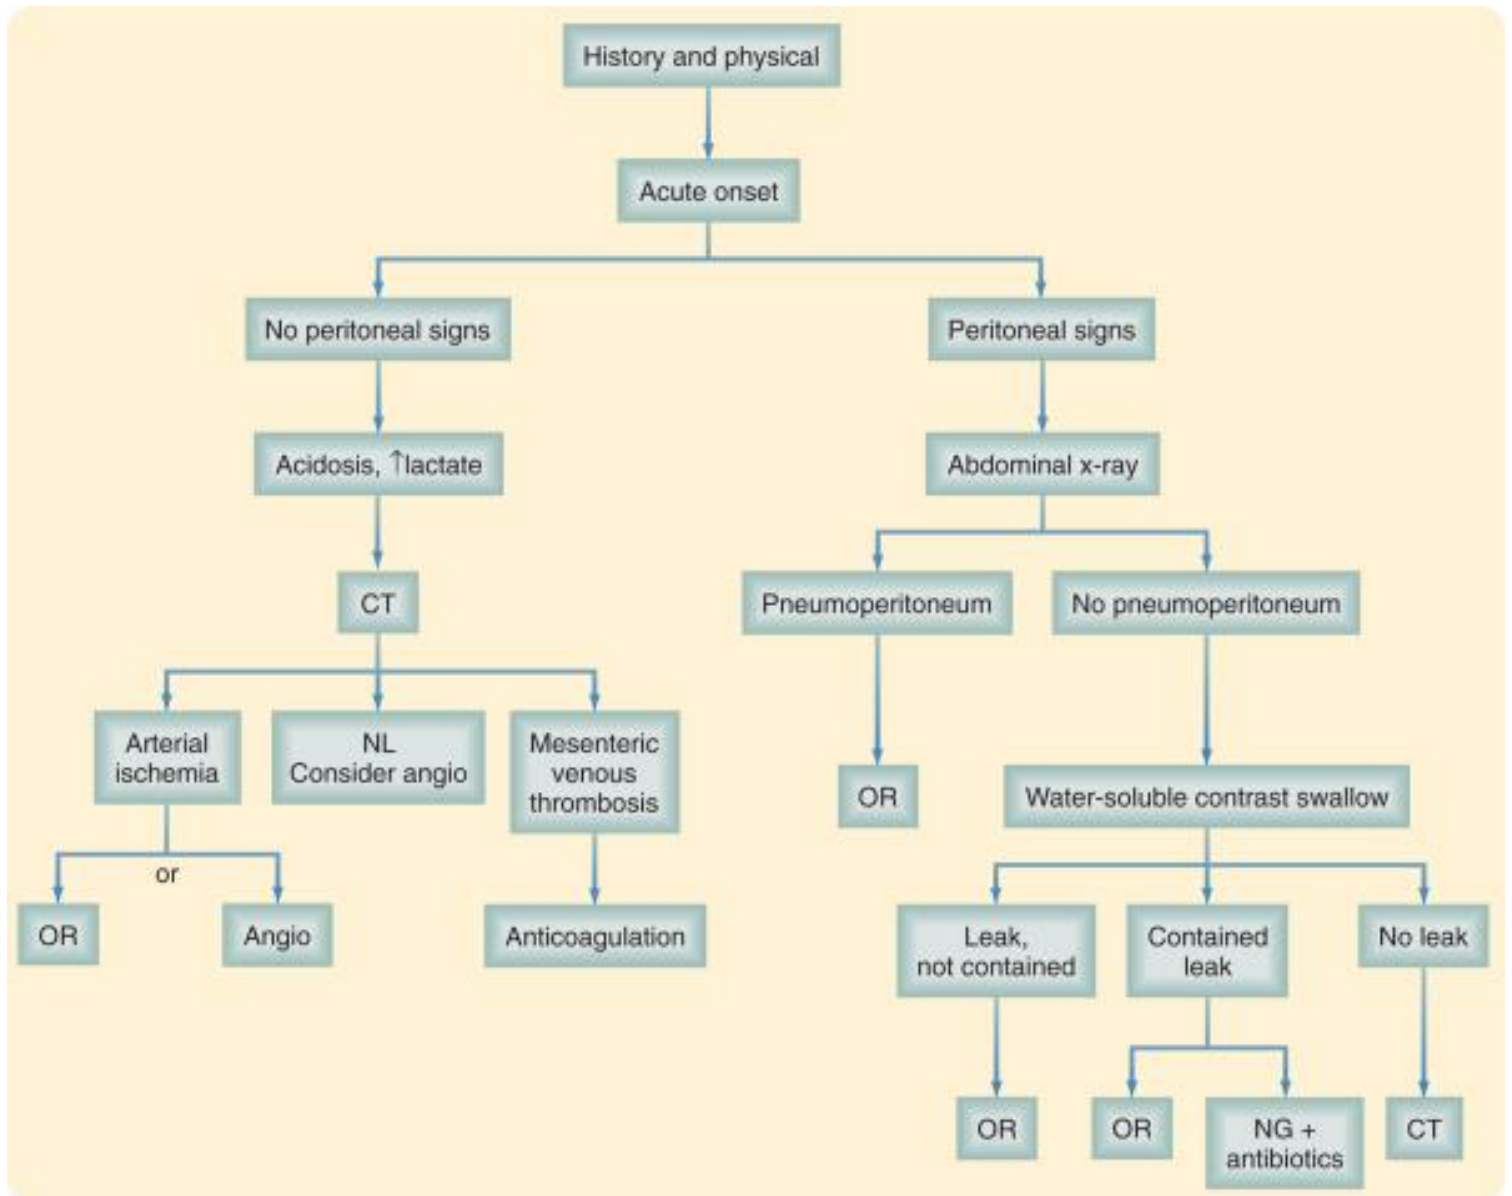 History and physical
Acute onset
No peritoneal signs
Peritoneal signs
Acidosis, ↑lactate
Abdominal x-ray
CT
Pneumoperitoneum
No pneumoperitoneum
Arterial
ischemia
NL
Consider angio
Mesenteric
venous
thrombosis
OR
Water-soluble contrast swallow
or
OR
Angio
Anticoagulation
Leak,
not contained
Contained
leak
No leak
OR
OR
NG +
antibiotics
CT